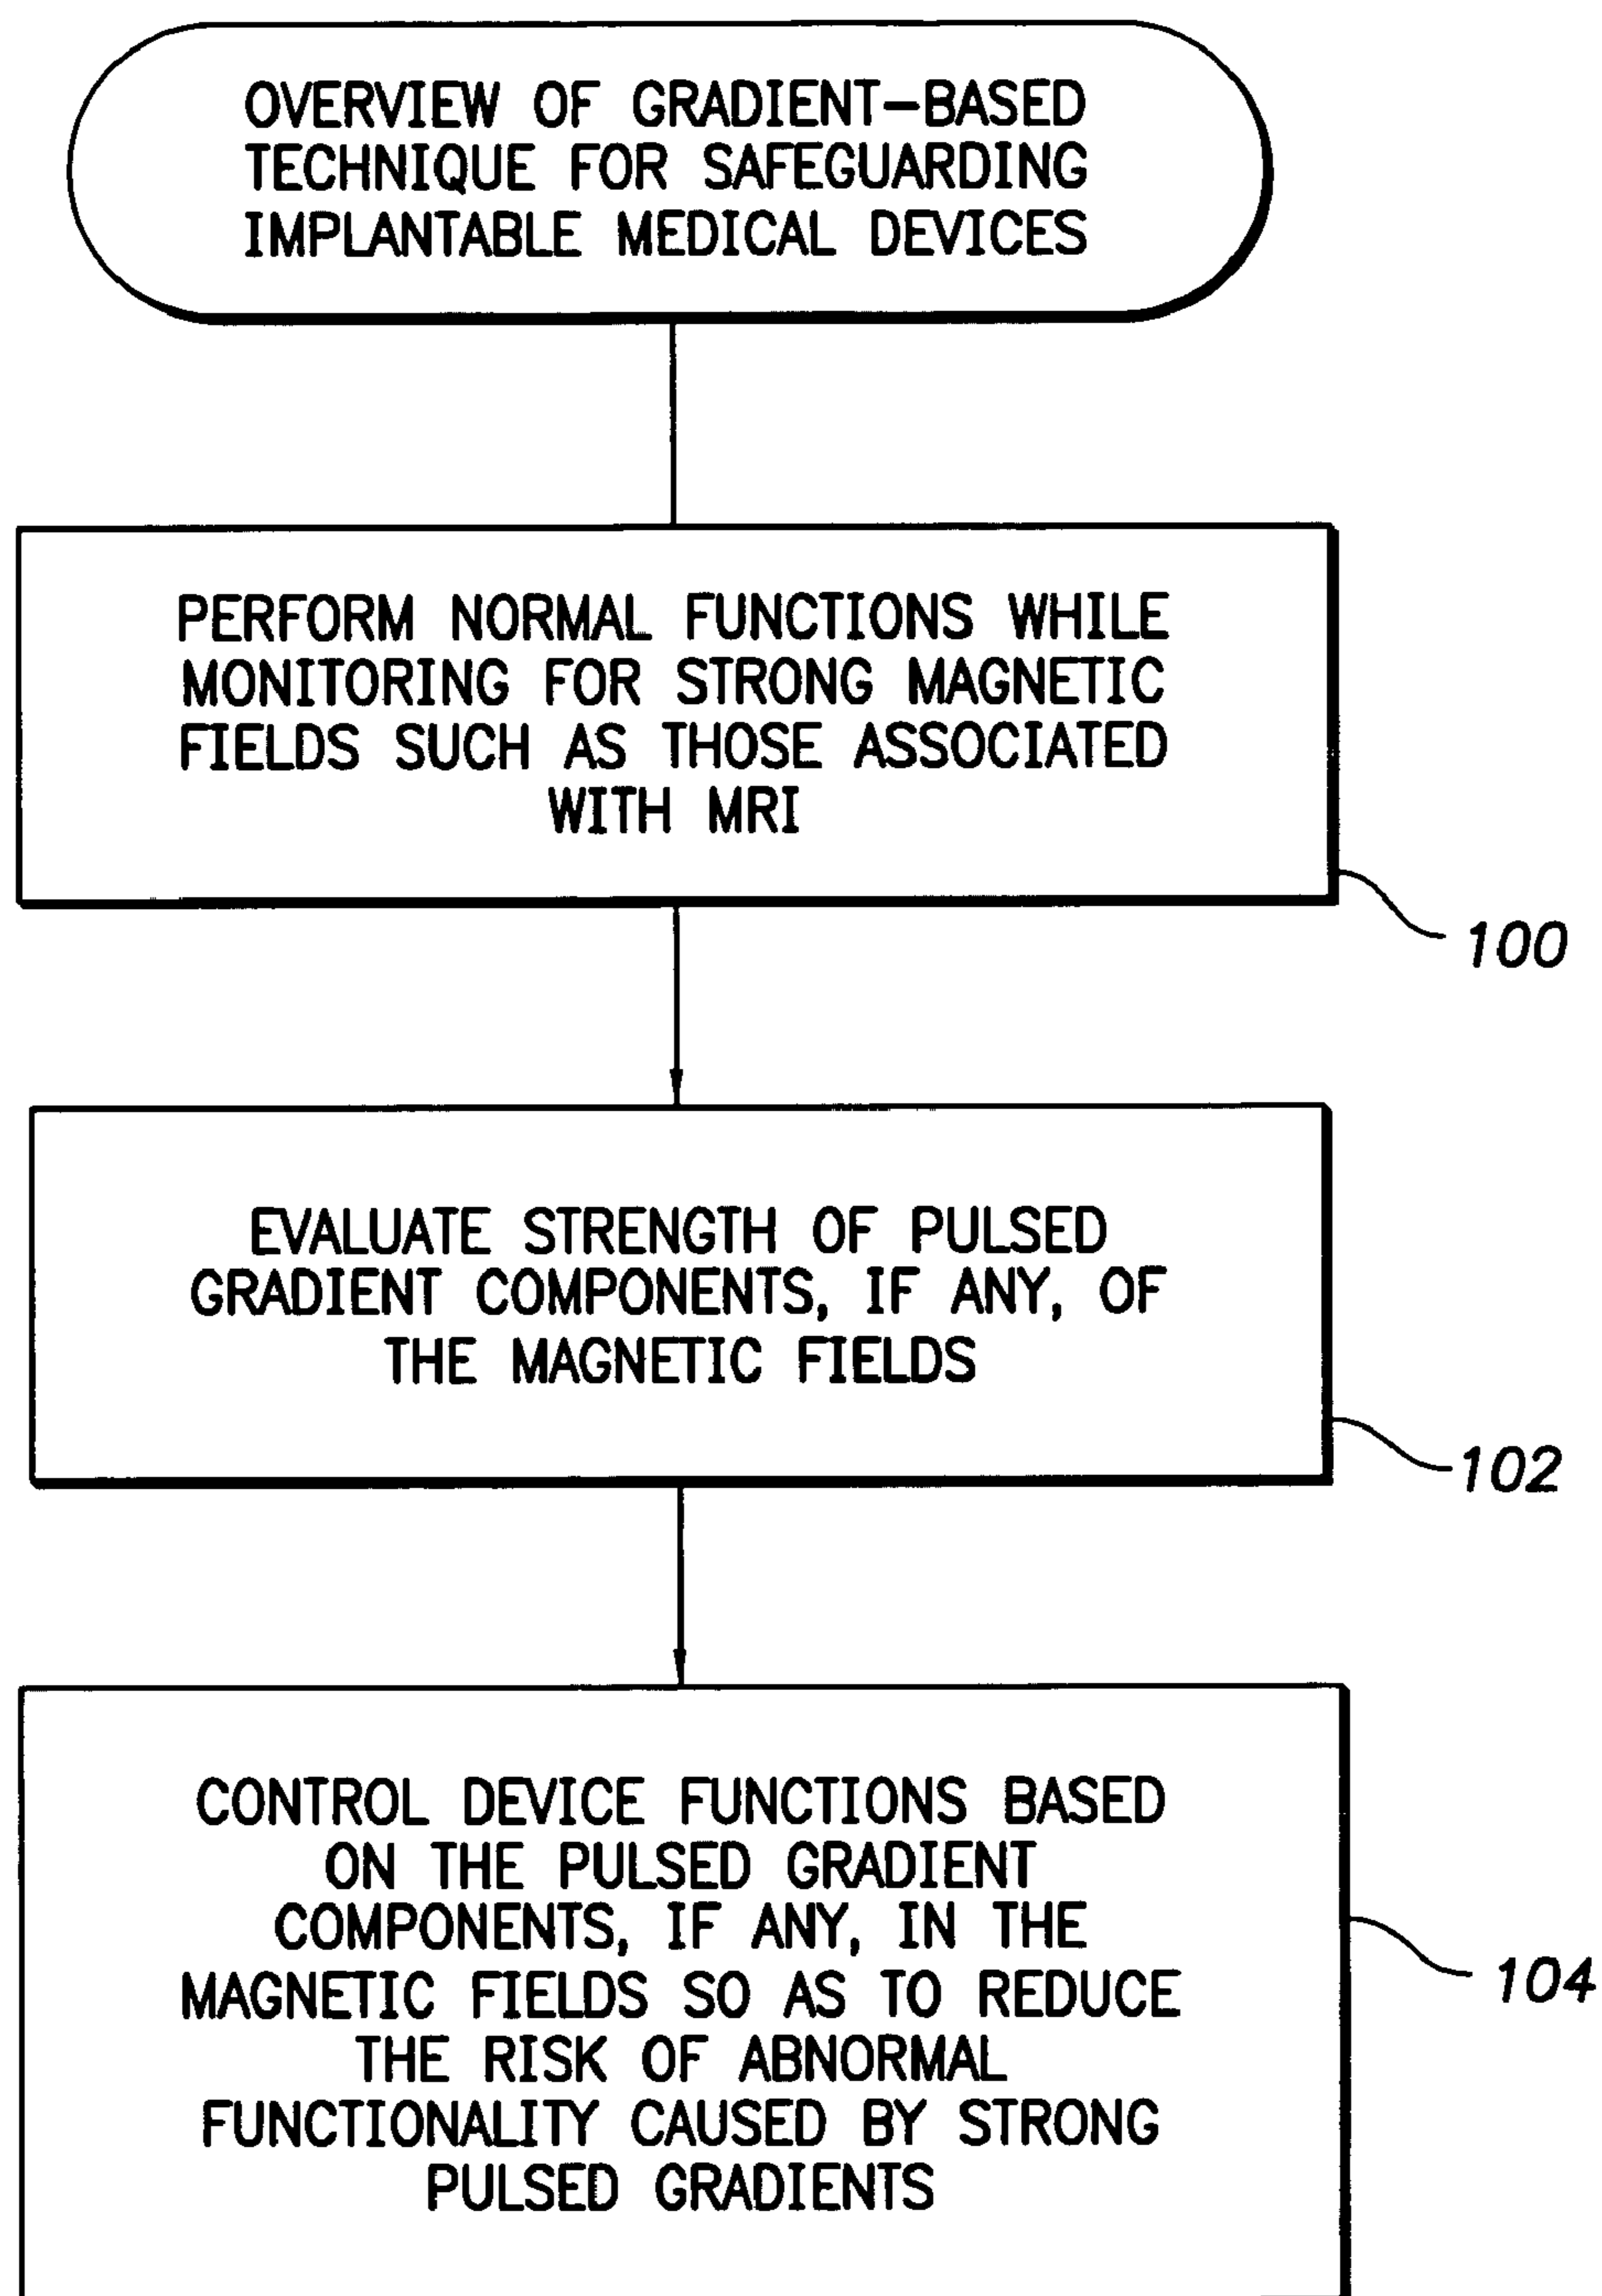 OVERVIEW OF GRADIENT-BASED
TECHNIQUE FOR SAFEGUARDING
IMPLANTABLE MEDICAL DEVICES
PERFORM NORMAL FUNCTIONS WHILE
MONITORING FOR STRONG MAGNETIC
FIELDS SUCH AS THOSE ASSOCIATED
WITH MRI
100
EVALUATE STRENGTH OF PULSED
GRADIENT COMPONENTS, IF ANY, OF
THE MAGNETIC FIELDS
102
CONTROL DEVICE FUNCTIONS BASED
ON THE PULSED GRADIENT
COMPONENTS, IF ANY, IN THE
MAGNETIC FIELDS SO AS TO REDUCE
THE RISK OF ABNORMAL
FUNCTIONALITY CAUSED BY STRONG
PULSED GRADIENTS
104